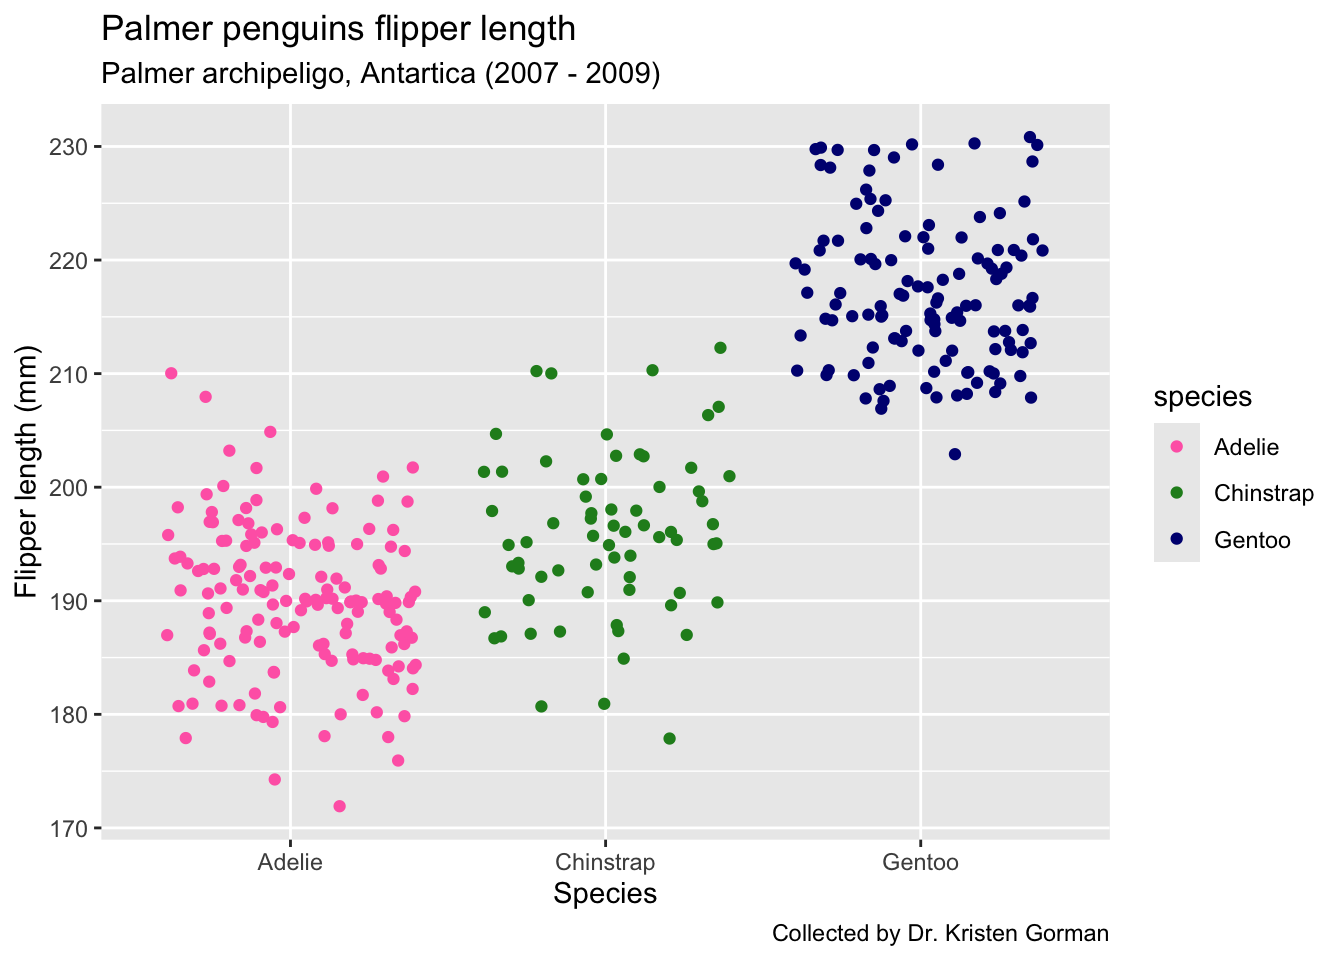 Palmer penguins flipper length
Palmer archipeligo, Antartica (2007 - 2009)
Flipper length (mm)
230
220
210
200
190
180
170
Adelie
Chinstrap
Gentoo
Species
species
Adelie
Chinstrap
Gentoo
Collected by Dr. Kristen Gorman